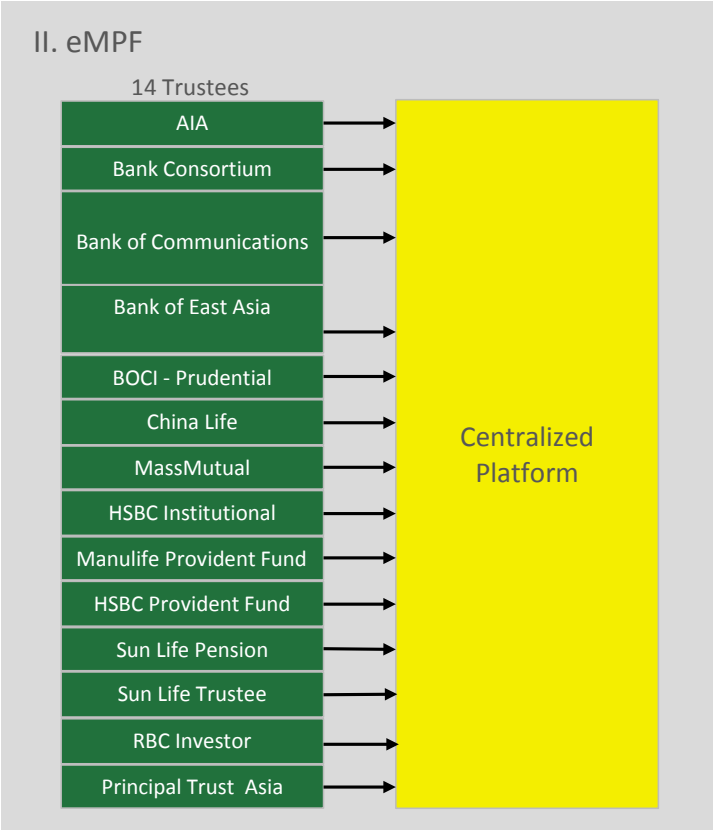 II. eMPF
14 Trustees
AIA
Bank Consortium
Bank of Communications
Bank of East Asia
BOCI - Prudential
China Life
MassMutual
HSBC Institutional
Manulife Provident Fund
HSBC Provident Fund
Sun Life Pension
Sun Life Trustee
RBC Investor
Principal Trust  Asia
Centralized
Platform